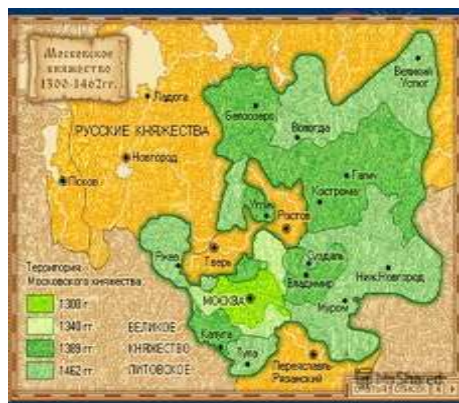 Московское
княжество
1300-1462гг.
Великий
Устюг
Ладога
Белоозеро
Вологда
РУССКИЕ КНЯЖЕСТВА
Новгород
Псков
Галич
Кострома
Углич
Ростов
Тверь
Ржев
Суздаль
Владимир
Ниж.Новгород
Муром
МОСКВА
Калуга
Тула
Переяславль
Рязанский
Территория
Московского княжества:
1300 г
1340 гг
1389 гг
1462 гг
ВЕЛИКОЕ
КНЯЖЕСТВО
ЛИТОВСКОЕ
MyShared